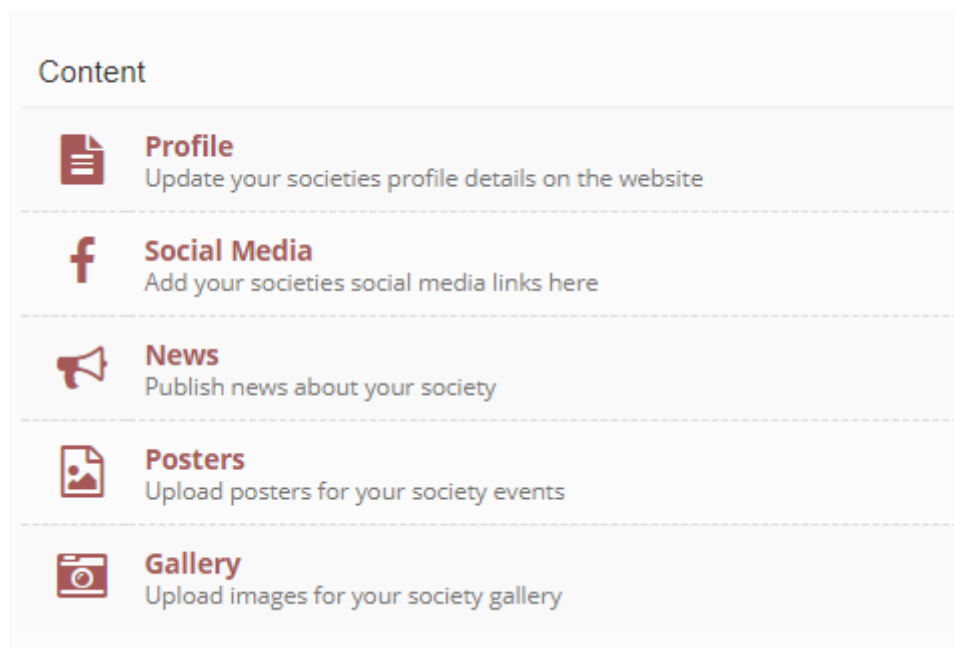 Content
Profile
Update your societies profile details on the website
Social Media
Add your societies social media links here
News
Publish news about your society
Posters
Upload posters for your society events
Gallery
Upload images for your society gallery